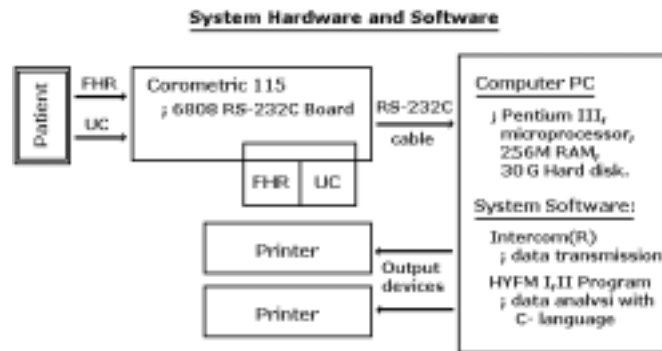 System Hardware and Software
Patient
FHR
UC
Corometric 115
; 6808 RS-232C Board
FHR
UC
RS-232C
cable
Computer PC
; Pentium III,
microprocessor,
256M RAM,
30G Hard disk.
System Software:
Intercom(R)
; data transmission
HYFM I,II Program
; data analysi with
C- language
Output
devices
Printer
Printer